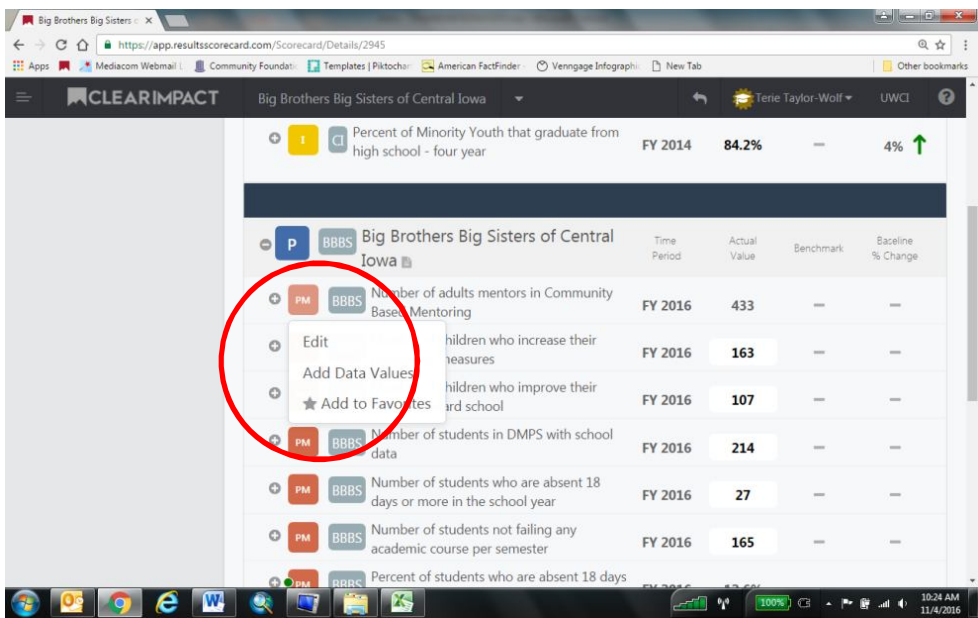 Big Brothers Big Sisters c
https://app.resultsscorecard.com/Scorecard/Details/2945
Apps Mediacom Webmail L Community Foundatic Templates | Piktochar American FactFinder - Venngage Infographic New Tab Other bookmarks
CLEARIMPACT Big Brothers Big Sisters of Central Iowa Terie Taylor-Wolf UWCI ?
I CI Percent of Minority Youth that graduate from
high school - four year FY 2014 84.2% — 4%
P BBBS Big Brothers Big Sisters of Central
Iowa
Time
Period
Actual
Value
Benchmark
Baseline
% Change
PM BBBS Number of adults mentors in Community
Based Mentoring FY 2016 433 — —
Edit
Add Data Values
Add to Favorites
hildren who increase their
measures FY 2016 163 — —
hildren who improve their
ard school FY 2016 107 — —
PM BBBS Number of students in DMPS with school
data FY 2016 214 — —
PM BBBS Number of students who are absent 18
days or more in the school year FY 2016 27 — —
PM BBBS Number of students not failing any
academic course per semester FY 2016 165 — —
PM BBBS Percent of students who are absent 18 days
FY 2016 12.6%
100%
10:24 AM
11/4/2016